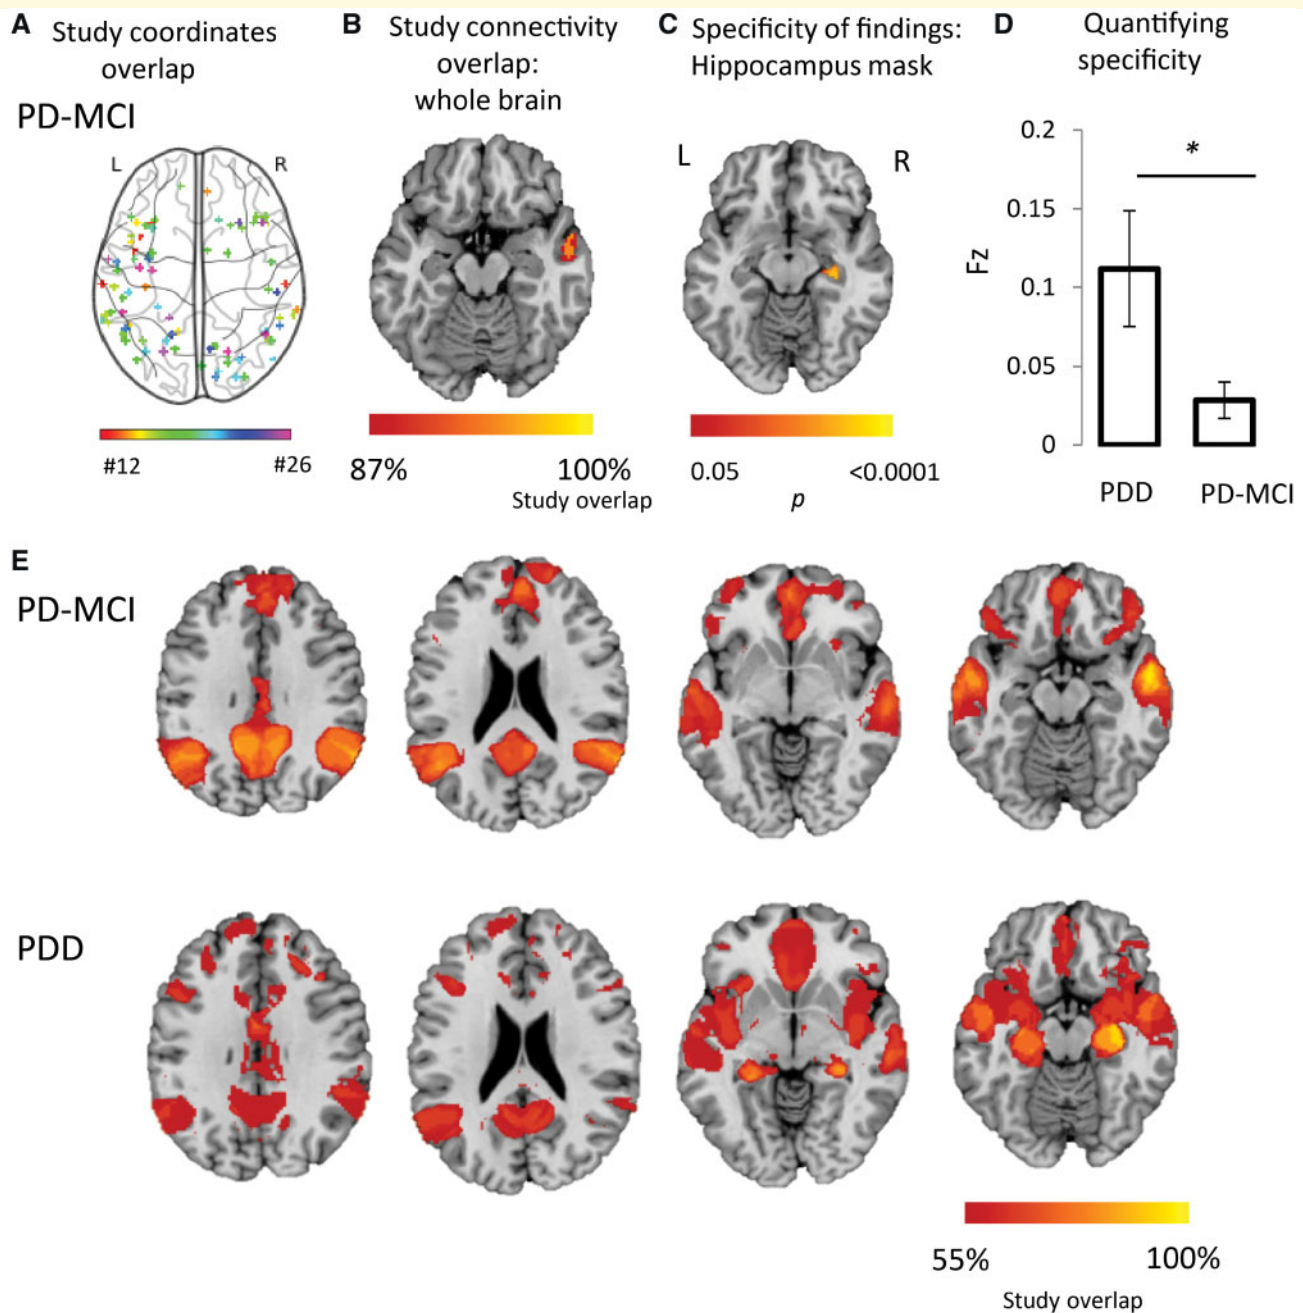 A Study coordinates
overlap
PD-MCI
L R
#12 #26
B Study connectivity
overlap:
whole brain
87% 100%
Study overlap
C Specificity of findings:
Hippocampus mask
L R
0.05 <0.0001
p
D Quantifying
specificity
0.2
0.15
0.1
0.05
0
Fz
*
PDD PD-MCI
E
PD-MCI
PDD
55% 100%
Study overlap